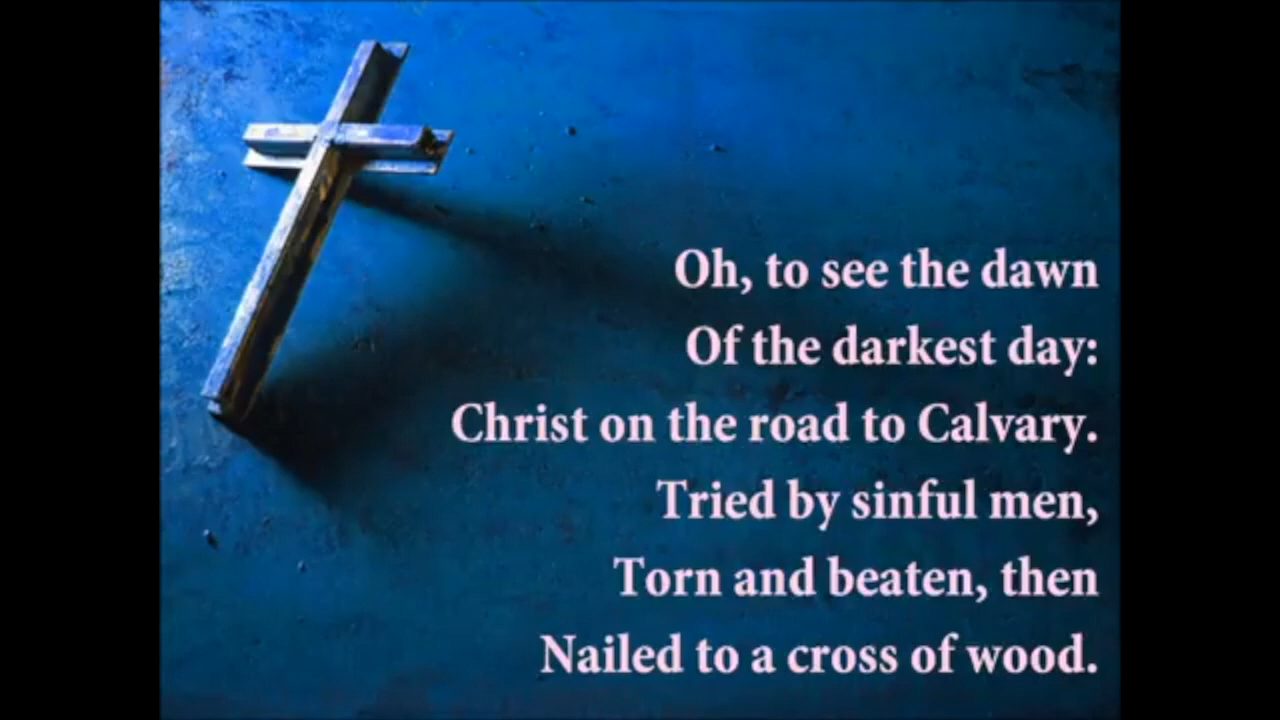 Oh, to see the dawn
Of the darkest day:
Christ on the road to Calvary.
Tried by sinful men,
Torn and beaten, then
Nailed to a cross of wood.